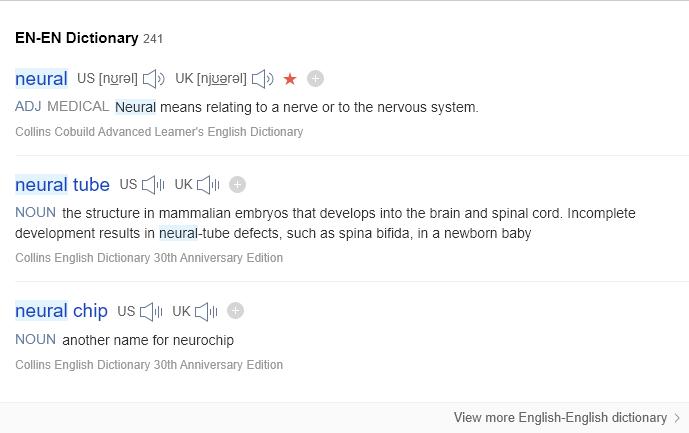 EN-EN Dictionary 241
neural US [nʊrəl] UK [njʊərəl]
ADJ MEDICAL Neural means relating to a nerve or to the nervous system.
Collins Cobuild Advanced Learner's English Dictionary
neural tube US UK
NOUN the structure in mammalian embryos that develops into the brain and spinal cord. Incomplete
development results in neural-tube defects, such as spina bifida, in a newborn baby
Collins English Dictionary 30th Anniversary Edition
neural chip US UK
NOUN another name for neurochip
Collins English Dictionary 30th Anniversary Edition
View more English-English dictionary